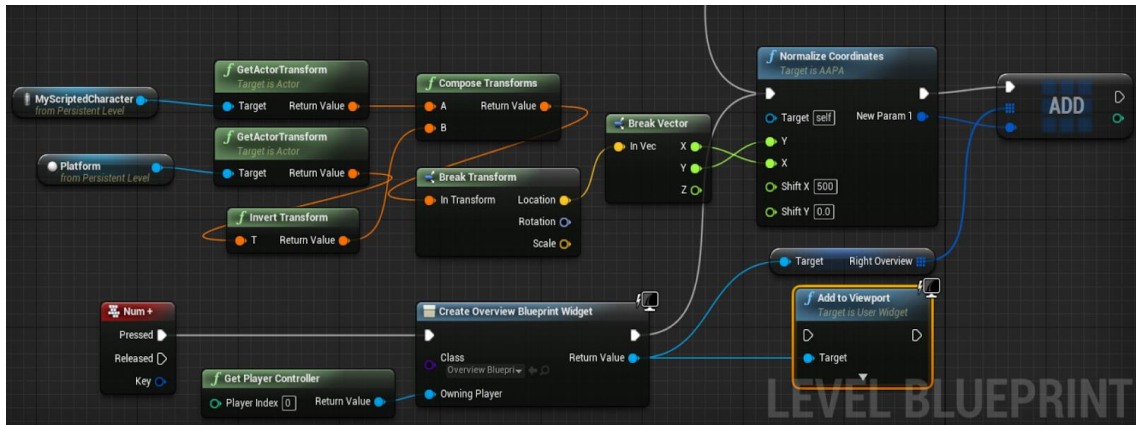 MyScriptedCharacter
from Persistent Level
GetActorTransform
Target is Actor
Target Return Value
Platform
from Persistent Level
GetActorTransform
Target is Actor
Target Return Value
Invert Transform
T Return Value
Compose Transforms
A Return Value
B
Break Transform
In Transform Location
Rotation
Scale
Break Vector
In Vec X
Y
Z
Normalize Coordinates
Target is AAPA
Target self New Param 1
Y
X
Shift X 500
Shift Y 0.0
ADD
Target Right Overview
Add to Viewport
Target is User Widget
Target
Num +
Pressed
Released
Key
Get Player Controller
Player Index 0 Return Value
Create Overview Blueprint Widget
Class Return Value
Overview Bluepri
Owning Player
LEVEL BLUEPRINT